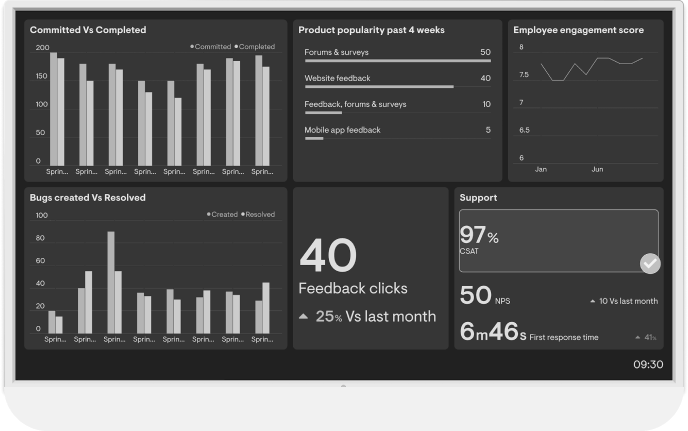 Committed Vs Completed
Committed Completed
200
150
100
50
0
Sprin... Sprin... Sprin... Sprin... Sprin... Sprin... Sprin... Sprin...
Product popularity past 4 weeks
Forums & surveys 50
Website feedback 40
Feedback, forums & surveys 10
Mobile app feedback 5
Employee engagement score
8
7.5
7
6.5
6
Jan Jun
Bugs created Vs Resolved
Created Resolved
100
80
60
40
20
0
Sprin... Sprin... Sprin... Sprin... Sprin... Sprin... Sprin... Sprin...
40
Feedback clicks
25% Vs last month
Support
97%
CSAT
50 NPS 10 Vs last month
6m46s First response time 41%
09:30